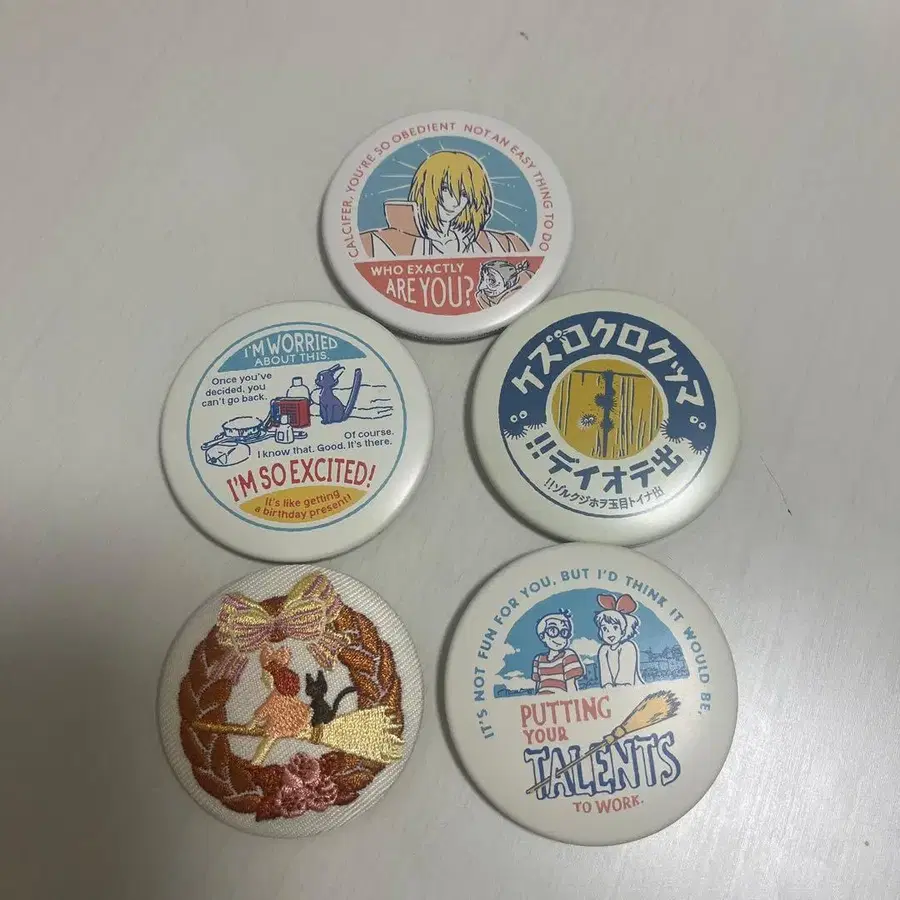 CALCIFER, YOU'RE SO OBEDIENT NOT AN EASY THING TO DO
WHO EXACTLY
ARE YOU?
I'M WORRIED
ABOUT THIS.
Once you've
decided, you
can't go back.
Of course.
I know that. Good. It's there.
I'M SO EXCITED!
It's like getting
a birthday present!
マックロクロスケ
出テオイデ!!
出ナイト目玉ヲホジクルゾ!!
IT'S NOT FUN FOR YOU, BUT I'D THINK IT WOULD BE,
PUTTING
YOUR
TALENTS
TO WORK.